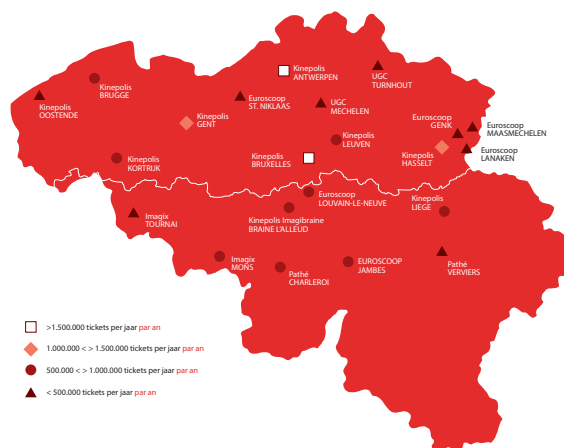 Kinepolis
ANTWERPEN
UGC
TURNHOUT
Kinepolis
BRUGGE
Kinepolis
OOSTENDE
Euroscoop
ST. NIKLAAS
UGC
MECHELEN
Kinepolis
GENT
Euroscoop
GENK
Euroscoop
MAASMECHELEN
Kinepolis
LEUVEN
Euroscoop
LANAKEN
Kinepolis
KORTRIJK
Kinepolis
BRUXELLES
Kinepolis
HASSELT
Euroscoop
LOUVAIN-LE-NEUVE
Kinepolis
LIEGE
Imagix
TOURNAI
Kinepolis Imagibraine
BRAINE L'ALLEUD
Imagix
MONS
Pathé
CHARLEROI
EUROSCOOP
JAMBES
Pathé
VERVIERS
>1.500.000 tickets per jaar par an
1.000.000 < > 1.500.000 tickets per jaar par an
500.000 < > 1.000.000 tickets per jaar par an
< 500.000 tickets per jaar par an